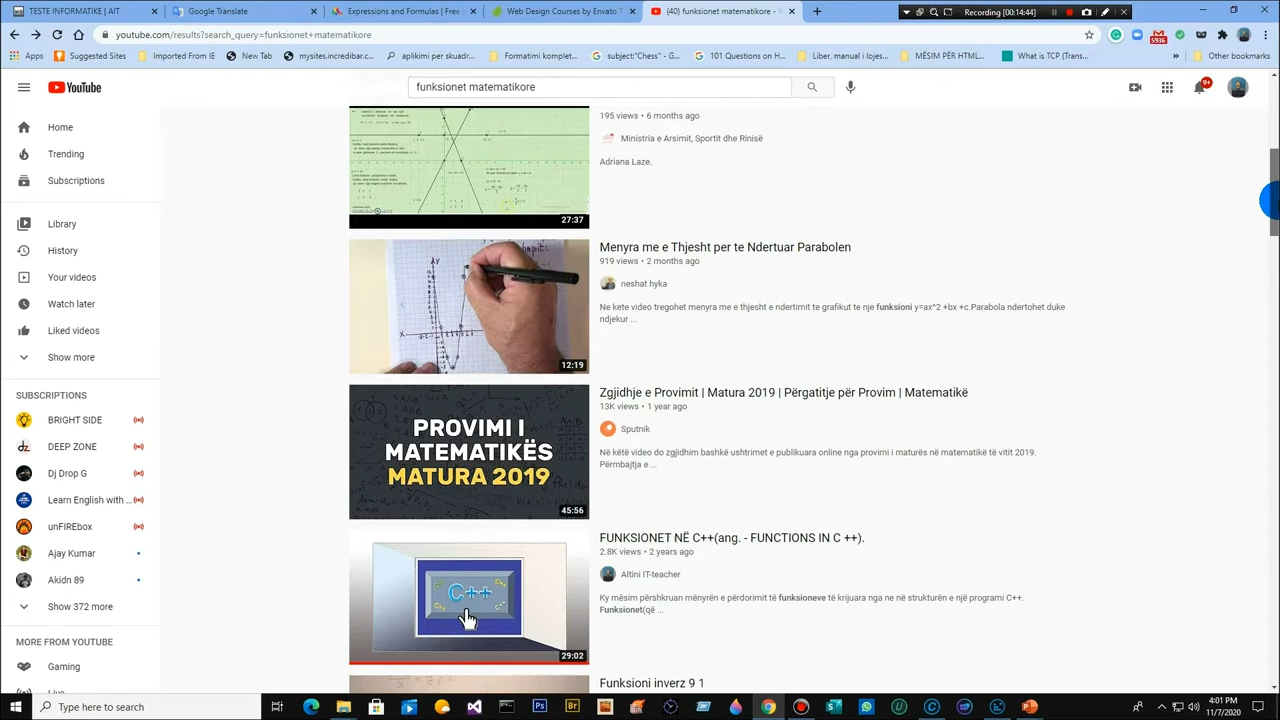 TESTE INFORMATIKE | AIT
Google Translate
Expressions and Formulas | Free
Web Design Courses by Envato T
(40) funksionet matematikore - Y
Recording [00:14:44]
youtube.com/results?search_query=funksionet+matematikore
5936
Apps
Suggested Sites
Imported From IE
New Tab
mysites.incredibar.c...
aplikimi per skuadr...
Formatimi komplet...
subject:"Chess" - G...
101 Questions on H...
Liber, manual i lojes...
MËSIM PËR HTML...
What is TCP (Trans...
»
Other bookmarks
YouTube
funksionet matematikore
9+
Home
Trending
Subscriptions
Library
History
Your videos
Watch later
Liked videos
Show more
SUBSCRIPTIONS
BRIGHT SIDE
DEEP ZONE
Dj Drop G
Learn English with ...
unFIREbox
Ajay Kumar
Akidn 89
Show 372 more
MORE FROM YOUTUBE
Gaming
Live
195 views • 6 months ago
Ministria e Arsimit, Sportit dhe Rinisë
Adriana Laze.
27:37
Menyra me e Thjesht per te Ndertuar Parabolen
919 views • 2 months ago
neshat hyka
Ne kete video tregohet menyra me e thjesht e ndertimit te grafikut te nje funksioni y=ax^2 +bx +c.Parabola ndertohet duke
ndjekur ...
12:19
Zgjidhje e Provimit | Matura 2019 | Përgatitje për Provim | Matematikë
13K views • 1 year ago
Sputnik
Në këtë video do zgjidhim bashkë ushtrimet e publikuara online nga provimi i maturës në matematikë të vitit 2019.
Përmbajtja e ...
PROVIMI I
MATEMATIKËS
MATURA 2019
45:56
FUNKSIONET NË C++(ang. - FUNCTIONS IN C ++).
2.8K views • 2 years ago
Altini IT-teacher
Ky mësim përshkruan mënyrën e përdorimit të funksioneve të krijuara nga ne në strukturën e një programi C++.
Funksionet(që ...
C++
29:02
Funksioni inverz 9 1
Type here to search
4:01 PM
11/7/2020